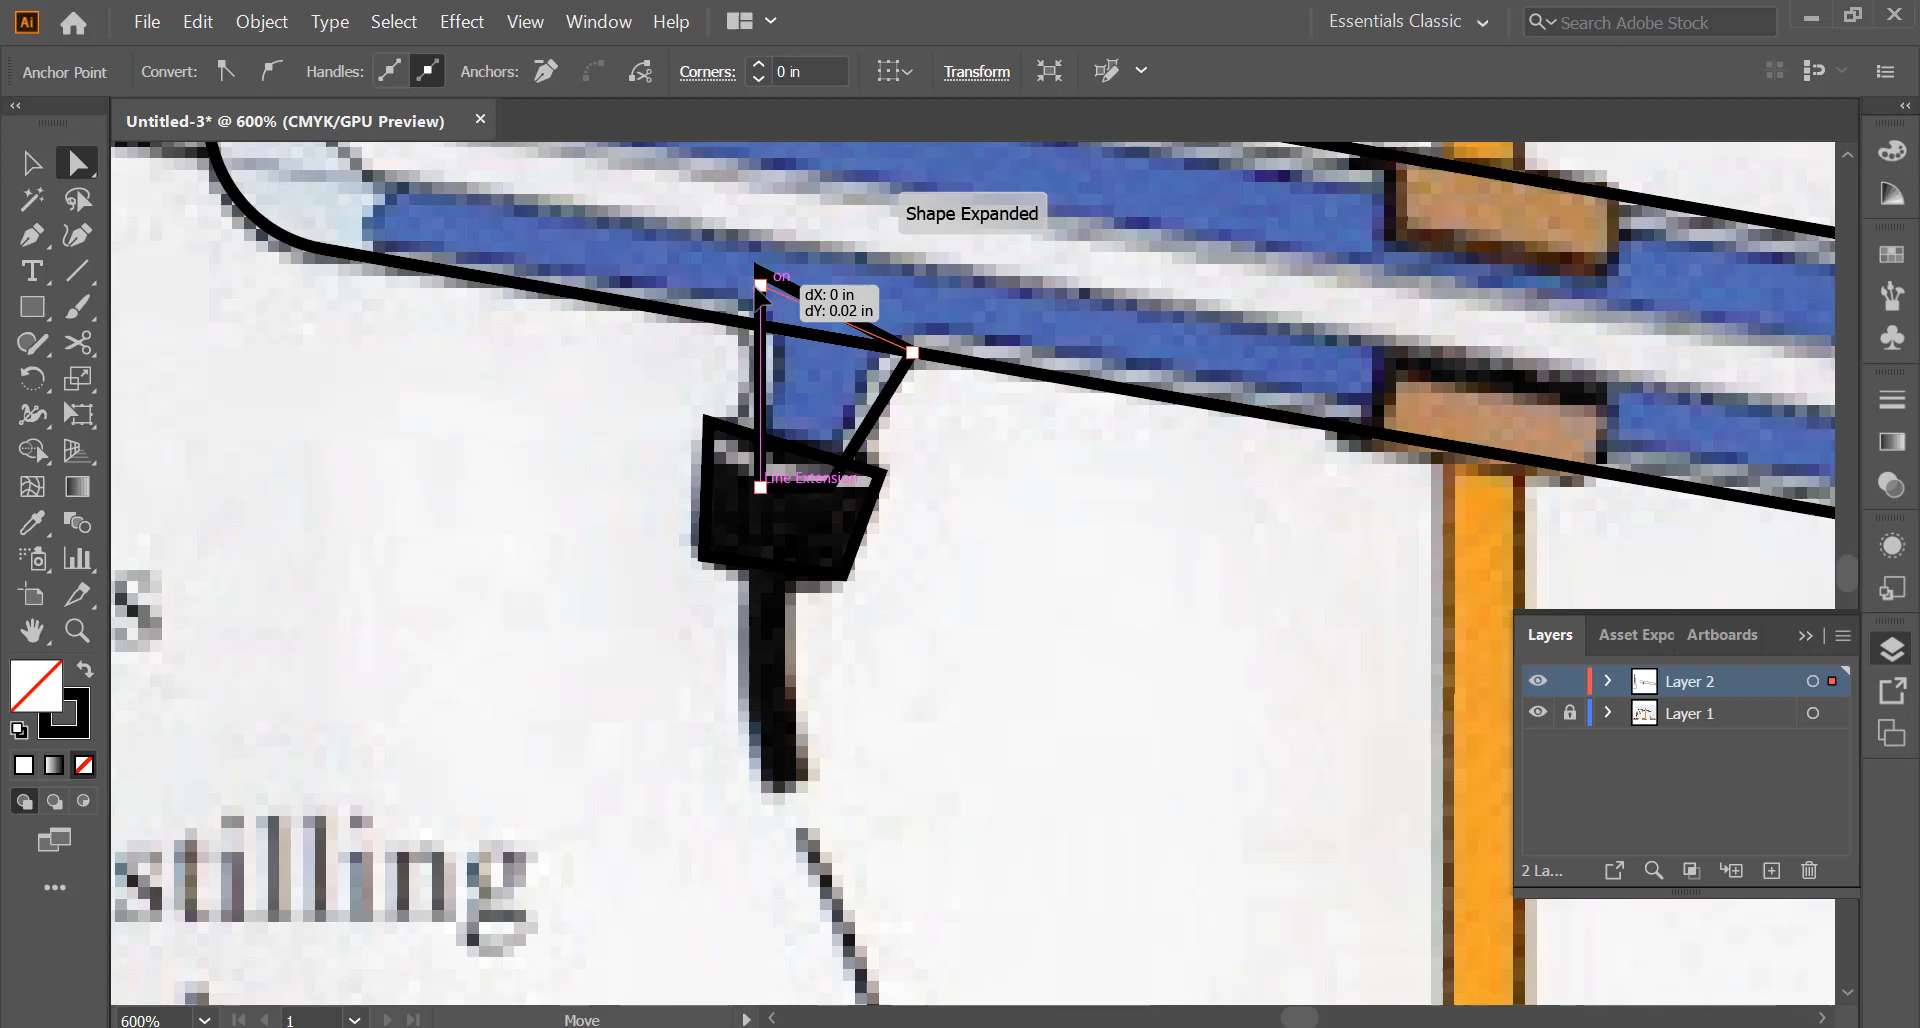 Ai File Edit Object Type Select Effect View Window Help Essentials Classic Search Adobe Stock
Anchor Point Convert: Handles: Anchors: Corners: 0 in Transform
Untitled-3* @ 600% (CMYK/GPU Preview)
Shape Expanded
on
dX: 0 in
dY: 0.02 in
Line Extension
s
Layers Asset Expo Artboards
Layer 2
Layer 1
stilling
2 La...
600% 1 Move